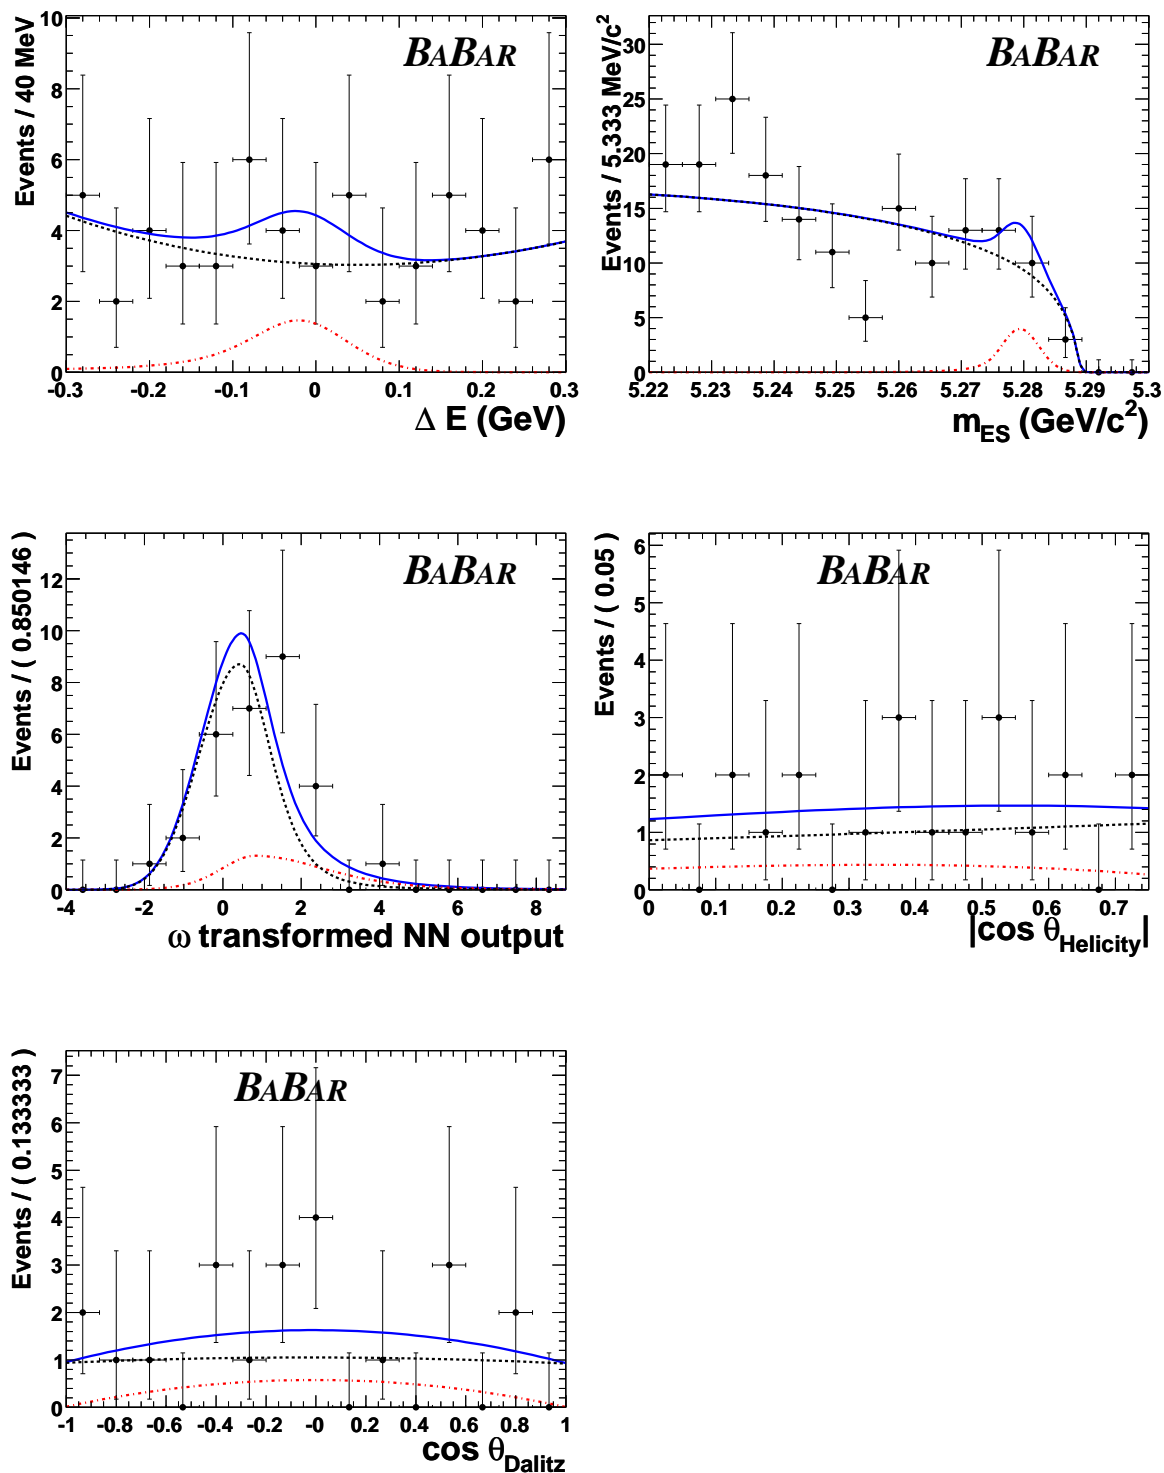 Events / 40 MeV
10
8
6
4
2
0
BABAR
-0.3 -0.2 -0.1 0 0.1 0.2 0.3
Δ E (GeV)
Events / 5.333 MeV/c²
30
25
20
15
10
5
0
BABAR
5.22 5.23 5.24 5.25 5.26 5.27 5.28 5.29 5.3
m_ES (GeV/c²)
Events / ( 0.850146 )
12
10
8
6
4
2
0
BABAR
-4 -2 0 2 4 6 8
ω transformed NN output
Events / ( 0.05 )
6
5
4
3
2
1
0
BABAR
0 0.1 0.2 0.3 0.4 0.5 0.6 0.7
|cos θ_Helicity|
Events / ( 0.133333 )
7
6
5
4
3
2
1
0
BABAR
-1 -0.8 -0.6 -0.4 -0.2 -0 0.2 0.4 0.6 0.8 1
cos θ_Dalitz